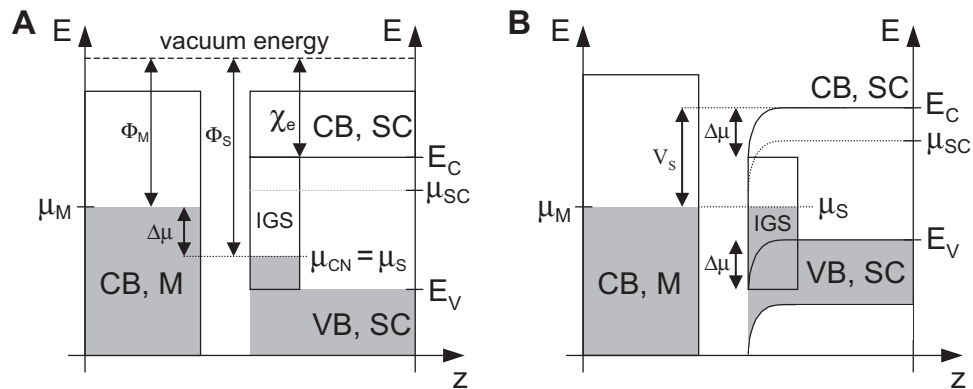 A E E B E E
vacuum energy
CB, SC
CB, SC
Φ_M Φ_S χ_e
E_C
Δμ
E_C
μ_SC
V_S
μ_SC
μ_M
IGS
μ_M
μ_S
Δμ
IGS
μ_CN = μ_S
E_V
CB, M
Δμ
CB, M
VB, SC
E_V
VB, SC
z
z